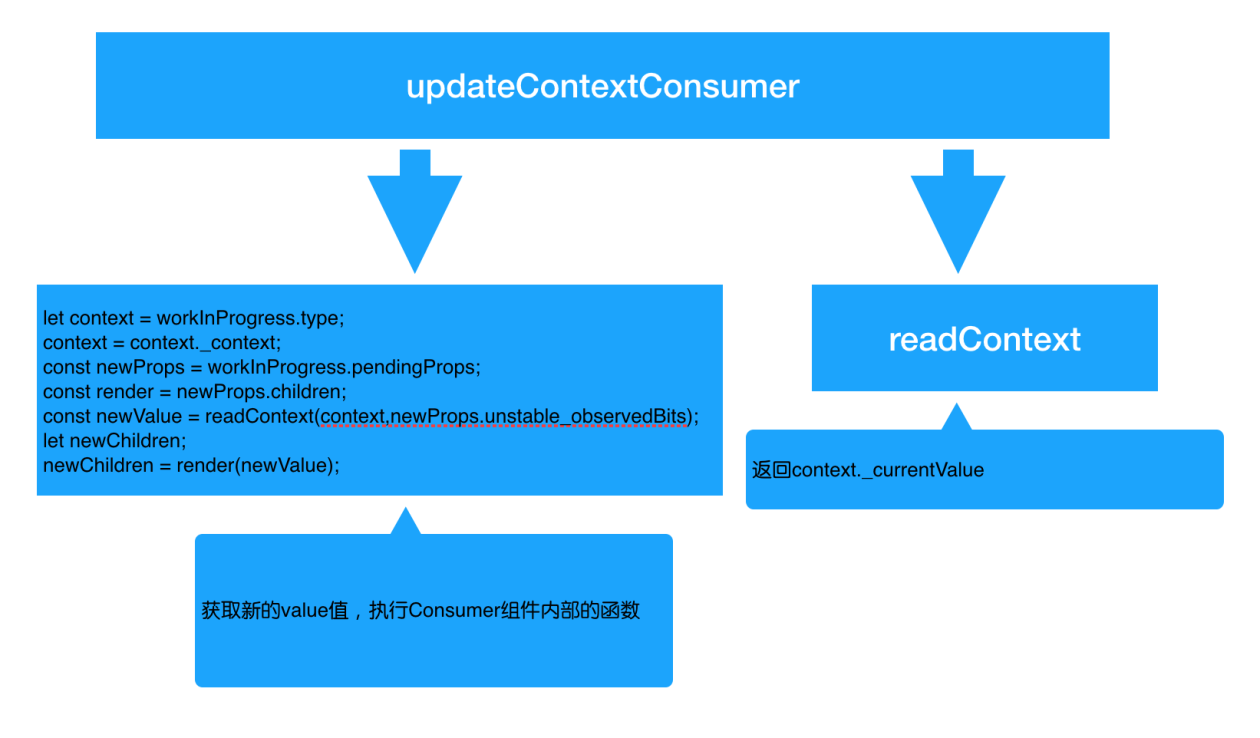 updateContextConsumer
let context = workInProgress.type;
context = context._context;
const newProps = workInProgress.pendingProps;
const render = newProps.children;
const newValue = readContext(context,newProps.unstable_observedBits);
let newChildren;
newChildren = render(newValue);
readContext
返回context._currentValue
获取新的value值，执行Consumer组件内部的函数